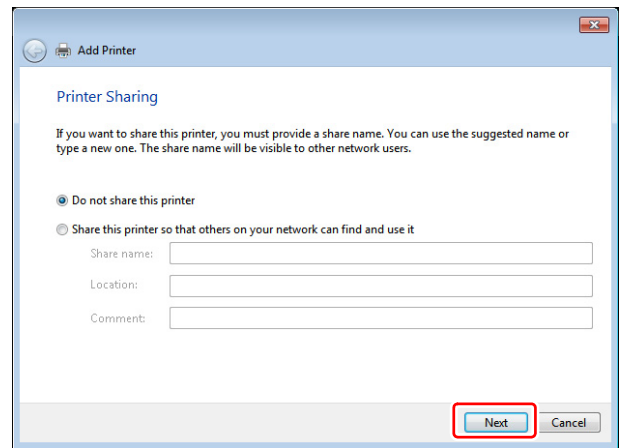 Add Printer
Printer Sharing
If you want to share this printer, you must provide a share name. You can use the suggested name or
type a new one. The share name will be visible to other network users.
Do not share this printer
Share this printer so that others on your network can find and use it
Share name:
Location:
Comment:
Next
Cancel